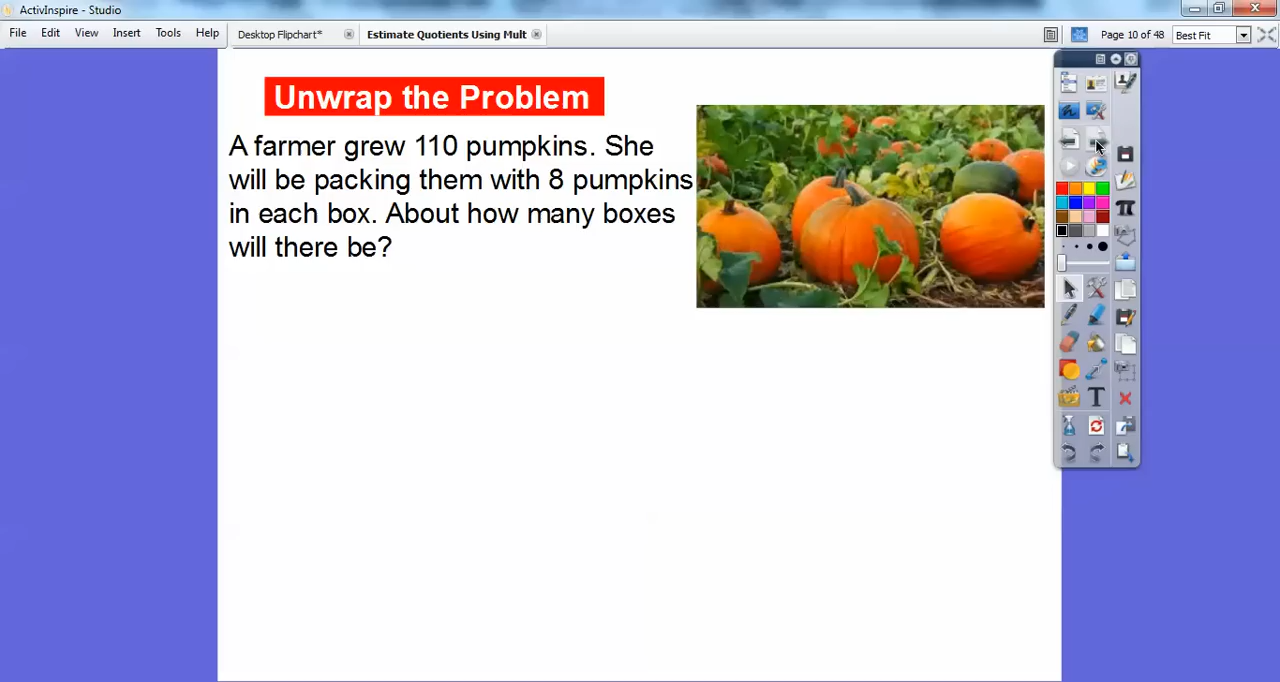 ActivInspire - Studio
File Edit View Insert Tools Help
Desktop Flipchart* Estimate Quotients Using Mult Page 10 of 48 Best Fit
Unwrap the Problem
A farmer grew 110 pumpkins. She
will be packing them with 8 pumpkins
in each box. About how many boxes
will there be?